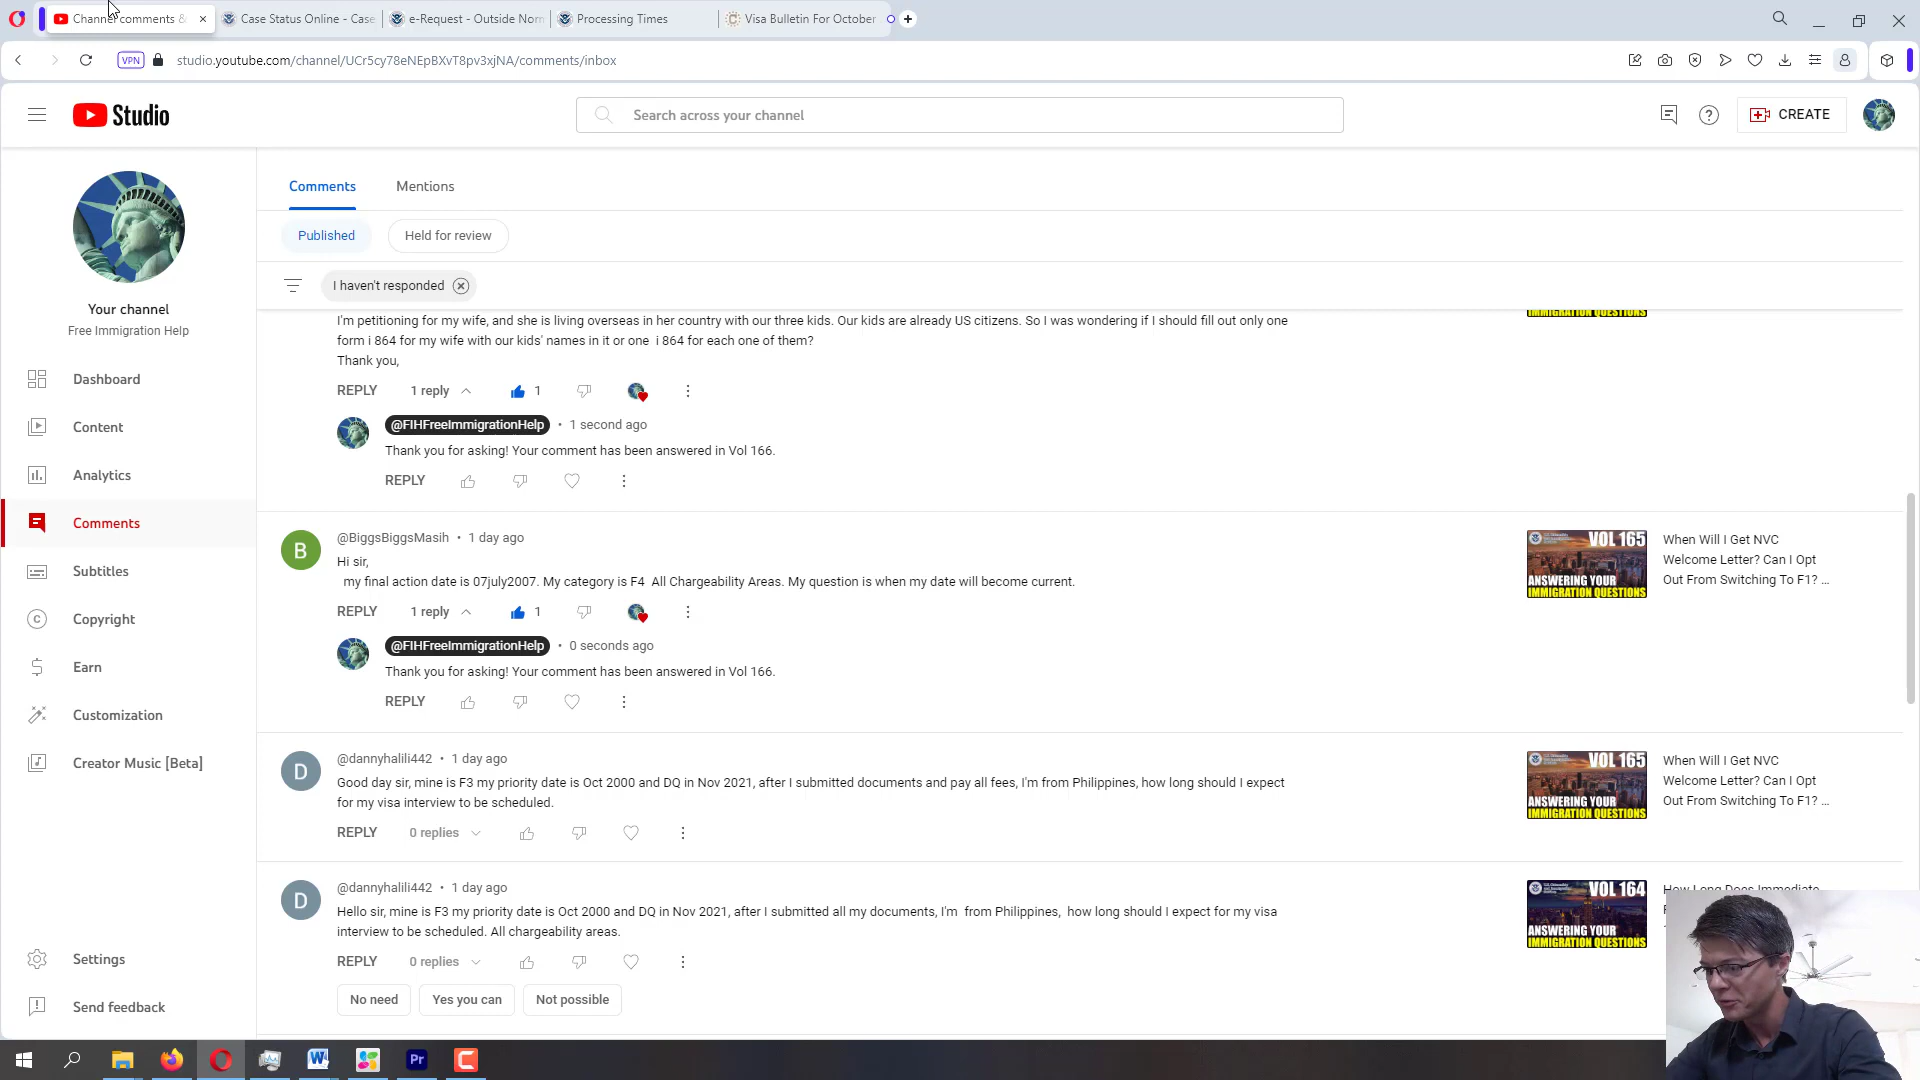 Channel comments &
Case Status Online - Case
e-Request - Outside Nor
Processing Times
Visa Bulletin For October
VPN
studio.youtube.com/channel/UCr5cy78eNEpBXvT8pv3xjNA/comments/inbox
Studio
Search across your channel
CREATE
Your channel
Free Immigration Help
Dashboard
Content
Analytics
Comments
Subtitles
Copyright
Earn
Customization
Creator Music [Beta]
Settings
Send feedback
Comments
Mentions
Published
Held for review
I haven't responded
I'm petitioning for my wife, and she is living overseas in her country with our three kids. Our kids are already US citizens. So I was wondering if I should fill out only one
form i 864 for my wife with our kids' names in it or one i 864 for each one of them?
Thank you,
IMMIGRATION QUESTIONS
REPLY 1 reply 1
@FIHFreeImmigrationHelp • 1 second ago
Thank you for asking! Your comment has been answered in Vol 166.
REPLY
B
@BiggsBiggsMasih • 1 day ago
Hi sir,
my final action date is 07july2007. My category is F4 All Chargeability Areas. My question is when my date will become current.
REPLY 1 reply 1
VOL 165
ANSWERING YOUR
IMMIGRATION QUESTIONS
When Will I Get NVC
Welcome Letter? Can I Opt
Out From Switching To F1? ...
@FIHFreeImmigrationHelp • 0 seconds ago
Thank you for asking! Your comment has been answered in Vol 166.
REPLY
D
@dannyhalili442 • 1 day ago
Good day sir, mine is F3 my priority date is Oct 2000 and DQ in Nov 2021, after I submitted documents and pay all fees, I'm from Philippines, how long should I expect
for my visa interview to be scheduled.
REPLY 0 replies
VOL 165
ANSWERING YOUR
IMMIGRATION QUESTIONS
When Will I Get NVC
Welcome Letter? Can I Opt
Out From Switching To F1? ...
D
@dannyhalili442 • 1 day ago
Hello sir, mine is F3 my priority date is Oct 2000 and DQ in Nov 2021, after I submitted all my documents, I'm from Philippines, how long should I expect for my visa
interview to be scheduled. All chargeability areas.
REPLY 0 replies
No need
Yes you can
Not possible
VOL 164
ANSWERING YOUR
IMMIGRATION QUESTIONS
How Long Does Immediate
W
Pr
C